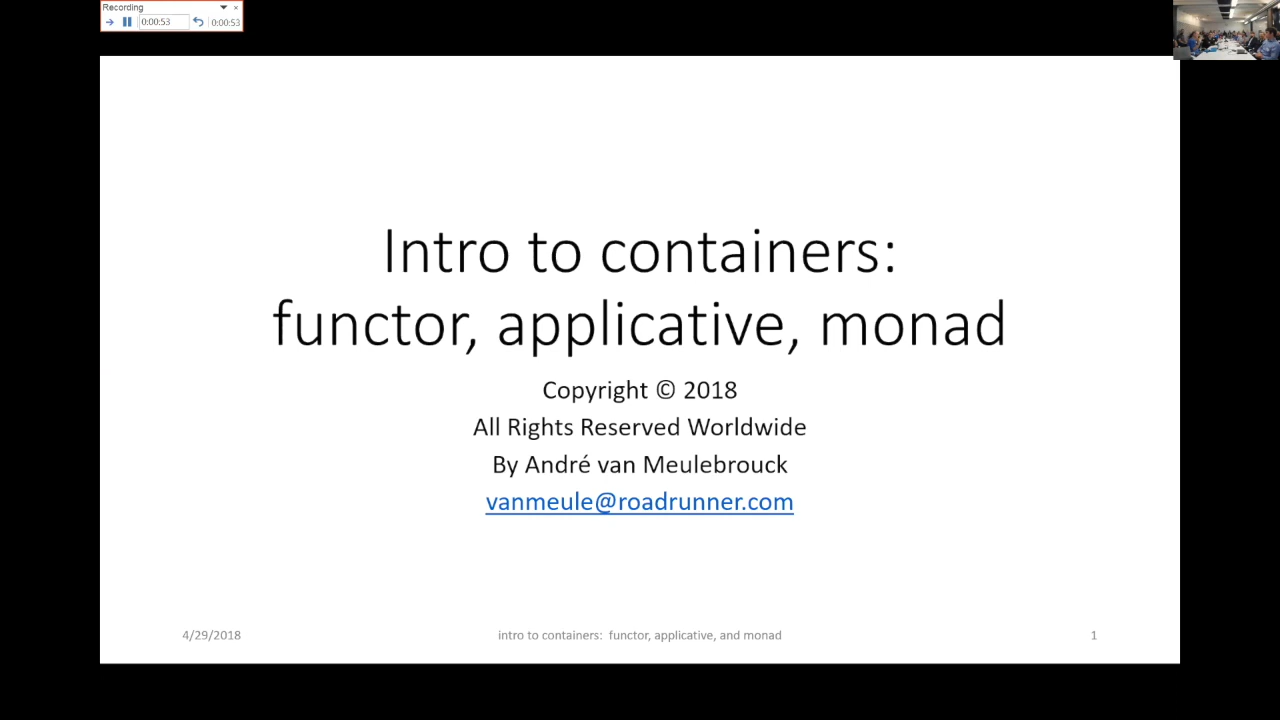 Recording
0:00:53
0:00:53
Intro to containers:
functor, applicative, monad
Copyright © 2018
All Rights Reserved Worldwide
By André van Meulebrouck
vanmeule@roadrunner.com
4/29/2018
intro to containers:  functor, applicative, and monad
1